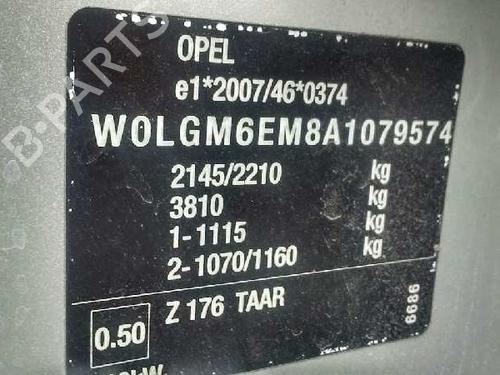 OPEL
e1*2007/46*0374
W0LGM6EM8A1079574
2145/2210 kg
3810 kg
1-1115 kg
2-1070/1160 kg
0.50 Z 176 TAAR
6686
B-PARTS